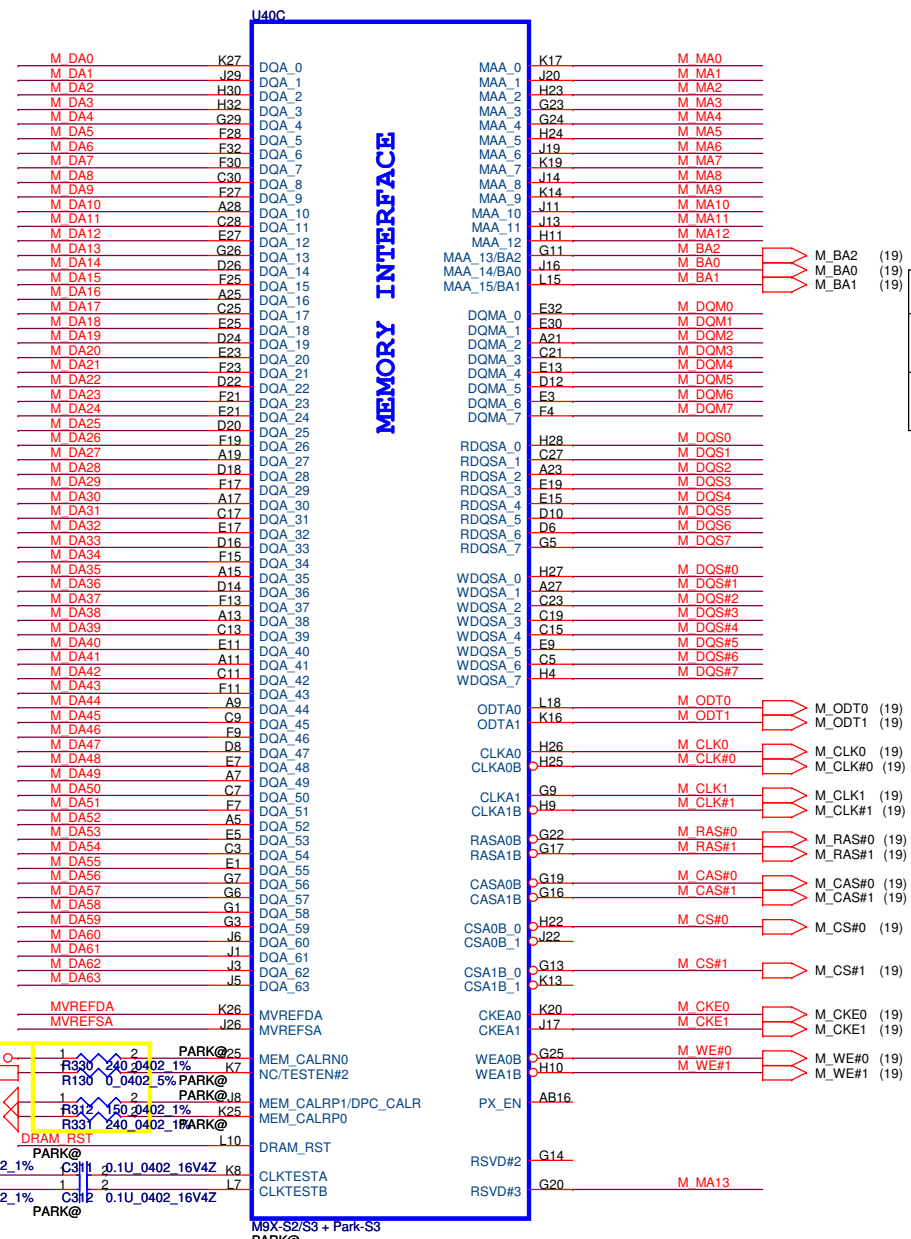 U40C
MEMORY INTERFACE
M_DA0 K27 DQA_0
M_DA1 J29 DQA_1
M_DA2 H30 DQA_2
M_DA3 H32 DQA_3
M_DA4 G29 DQA_4
M_DA5 F28 DQA_5
M_DA6 F32 DQA_6
M_DA7 F30 DQA_7
M_DA8 C30 DQA_8
M_DA9 F27 DQA_9
M_DA10 A28 DQA_10
M_DA11 C28 DQA_11
M_DA12 E27 DQA_12
M_DA13 G26 DQA_13
M_DA14 D26 DQA_14
M_DA15 F25 DQA_15
M_DA16 A25 DQA_16
M_DA17 C25 DQA_17
M_DA18 E25 DQA_18
M_DA19 D24 DQA_19
M_DA20 E23 DQA_20
M_DA21 F23 DQA_21
M_DA22 D22 DQA_22
M_DA23 F21 DQA_23
M_DA24 E21 DQA_24
M_DA25 D20 DQA_25
M_DA26 F19 DQA_26
M_DA27 A19 DQA_27
M_DA28 D18 DQA_28
M_DA29 F17 DQA_29
M_DA30 A17 DQA_30
M_DA31 C17 DQA_31
M_DA32 E17 DQA_32
M_DA33 D16 DQA_33
M_DA34 F15 DQA_34
M_DA35 A15 DQA_35
M_DA36 D14 DQA_36
M_DA37 F13 DQA_37
M_DA38 A13 DQA_38
M_DA39 C13 DQA_39
M_DA40 E11 DQA_40
M_DA41 A11 DQA_41
M_DA42 C11 DQA_42
M_DA43 F11 DQA_43
M_DA44 A9 DQA_44
M_DA45 C9 DQA_45
M_DA46 F9 DQA_46
M_DA47 D8 DQA_47
M_DA48 E7 DQA_48
M_DA49 A7 DQA_49
M_DA50 C7 DQA_50
M_DA51 F7 DQA_51
M_DA52 A5 DQA_52
M_DA53 E5 DQA_53
M_DA54 C3 DQA_54
M_DA55 E1 DQA_55
M_DA56 G7 DQA_56
M_DA57 G6 DQA_57
M_DA58 G1 DQA_58
M_DA59 G3 DQA_59
M_DA60 J6 DQA_60
M_DA61 J1 DQA_61
M_DA62 J3 DQA_62
M_DA63 J5 DQA_63
MVREFDA K26 MVREFDA
MVREFSA J26 MVREFSA
1 2 PARK@ J25 MEM_CALRN0
R330 240_0402_1%
1 2 K7 NC/TESTEN#2
R130 0_0402_5% PARK@
1 2 PARK@ J8 MEM_CALRP1/DPC_CALR
R312 150_0402_1%
1 2 K25 MEM_CALRP0
R331 240_0402_1% PARK@
DRAM_RST L10 DRAM_RST
PARK@
2_1% C311 0.1U_0402_16V4Z
1 2 K8 CLKTESTA
1 2 L7 CLKTESTB
2_1% C312 0.1U_0402_16V4Z
PARK@
MAA_0 K17 M_MA0
MAA_1 J20 M_MA1
MAA_2 H23 M_MA2
MAA_3 G23 M_MA3
MAA_4 G24 M_MA4
MAA_5 H24 M_MA5
MAA_6 J19 M_MA6
MAA_7 K19 M_MA7
MAA_8 J14 M_MA8
MAA_9 K14 M_MA9
MAA_10 J11 M_MA10
MAA_11 J13 M_MA11
MAA_12 H11 M_MA12
MAA_13/BA2 G11 M_BA2 M_BA2 (19)
MAA_14/BA0 J16 M_BA0 M_BA0 (19)
MAA_15/BA1 L15 M_BA1 M_BA1 (19)
DQMA_0 E32 M_DQM0
DQMA_1 E30 M_DQM1
DQMA_2 A21 M_DQM2
DQMA_3 C21 M_DQM3
DQMA_4 E13 M_DQM4
DQMA_5 D12 M_DQM5
DQMA_6 E3 M_DQM6
DQMA_7 F4 M_DQM7
RDQSA_0 H28 M_DQS0
RDQSA_1 C27 M_DQS1
RDQSA_2 A23 M_DQS2
RDQSA_3 E19 M_DQS3
RDQSA_4 E15 M_DQS4
RDQSA_5 D10 M_DQS5
RDQSA_6 D6 M_DQS6
RDQSA_7 G5 M_DQS7
WDQSA_0 H27 M_DQS#0
WDQSA_1 A27 M_DQS#1
WDQSA_2 C23 M_DQS#2
WDQSA_3 C19 M_DQS#3
WDQSA_4 C15 M_DQS#4
WDQSA_5 E9 M_DQS#5
WDQSA_6 C5 M_DQS#6
WDQSA_7 H4 M_DQS#7
ODTA0 L18 M_ODT0 M_ODT0 (19)
ODTA1 K16 M_ODT1 M_ODT1 (19)
CLKA0 H26 M_CLK0 M_CLK0 (19)
CLKA0B H25 M_CLK#0 M_CLK#0 (19)
CLKA1 G9 M_CLK1 M_CLK1 (19)
CLKA1B H9 M_CLK#1 M_CLK#1 (19)
RASA0B G22 M_RAS#0 M_RAS#0 (19)
RASA1B G17 M_RAS#1 M_RAS#1 (19)
CASA0B G19 M_CAS#0 M_CAS#0 (19)
CASA1B G16 M_CAS#1 M_CAS#1 (19)
CSA0B_0 H22 M_CS#0 M_CS#0 (19)
CSA0B_1 J22
CSA1B_0 G13 M_CS#1 M_CS#1 (19)
CSA1B_1 K13
CKEA0 K20 M_CKE0 M_CKE0 (19)
CKEA1 J17 M_CKE1 M_CKE1 (19)
WEA0B G25 M_WE#0 M_WE#0 (19)
WEA1B H10 M_WE#1 M_WE#1 (19)
PX_EN AB16
RSVD#2 G14
RSVD#3 G20 M_MA13
M9X-S2/S3 + Park-S3
PARK@